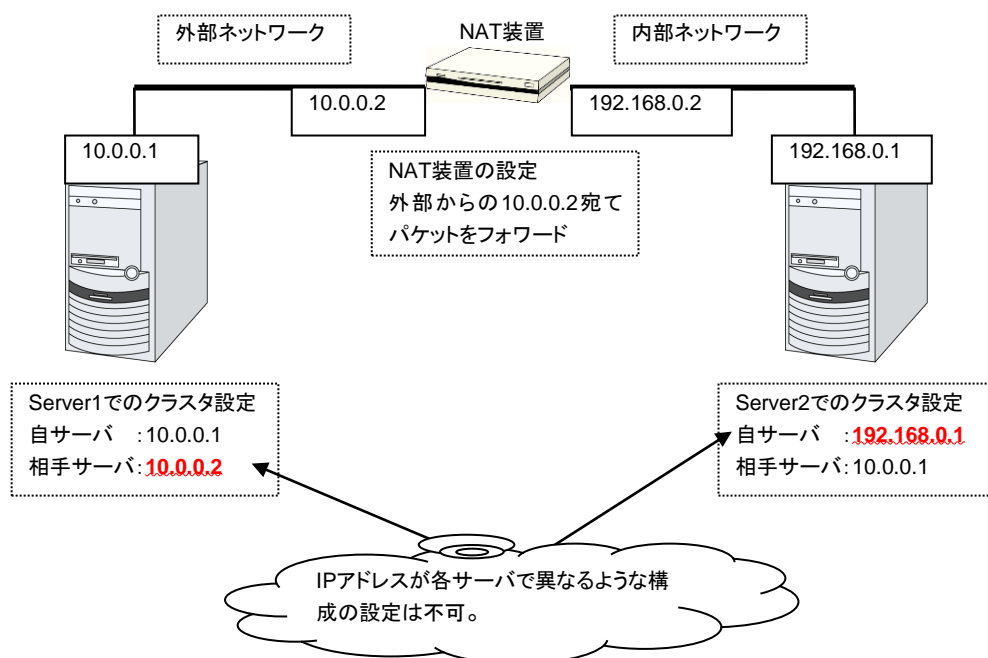 外部ネットワーク
NAT装置
内部ネットワーク
10.0.0.2
192.168.0.2
10.0.0.1
192.168.0.1
NAT装置の設定
外部からの10.0.0.2宛て
パケットをフォワード
Server1でのクラスタ設定
自サーバ :10.0.0.1
相手サーバ:10.0.0.2
Server2でのクラスタ設定
自サーバ :192.168.0.1
相手サーバ:10.0.0.1
IPアドレスが各サーバで異なるような構
成の設定は不可。